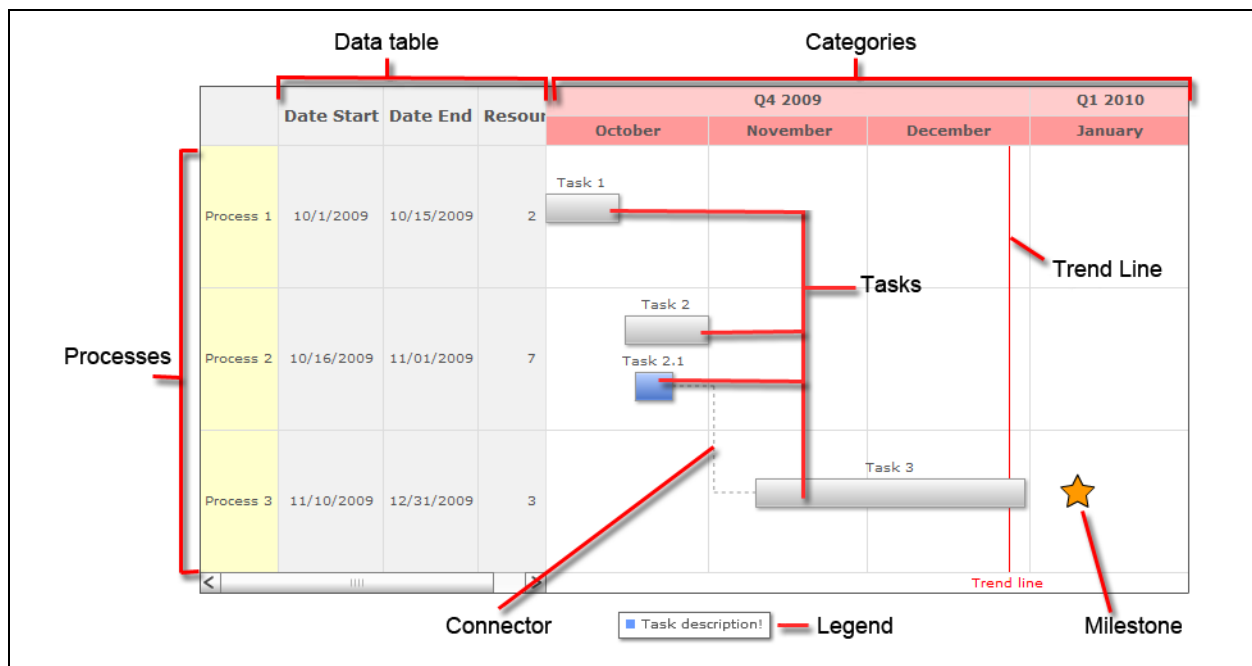 Data table
Categories
Date Start Date End Resour
Q4 2009 Q1 2010
October November December January
Task 1
Process 1 10/1/2009 10/15/2009 2
Trend Line
Tasks
Task 2
Processes
Process 2 10/16/2009 11/01/2009 7
Task 2.1
Task 3
Process 3 11/10/2009 12/31/2009 3
Trend line
Connector
Task description!
Legend
Milestone